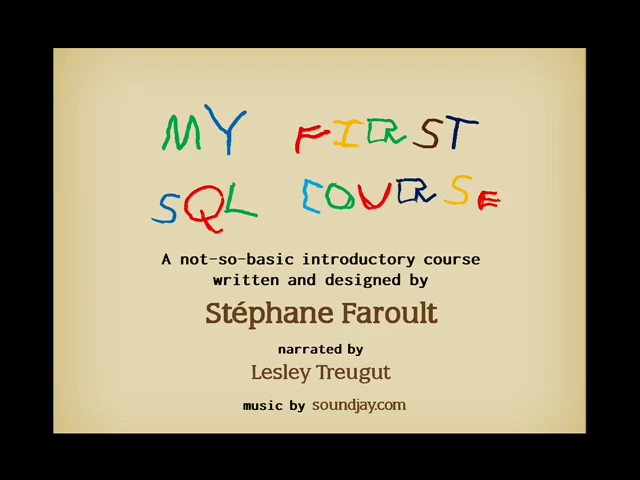 MY FIRST
SQL COURSE
A not-so-basic introductory course
written and designed by
Stéphane Faroult
narrated by
Lesley Treugut
music by soundjay.com